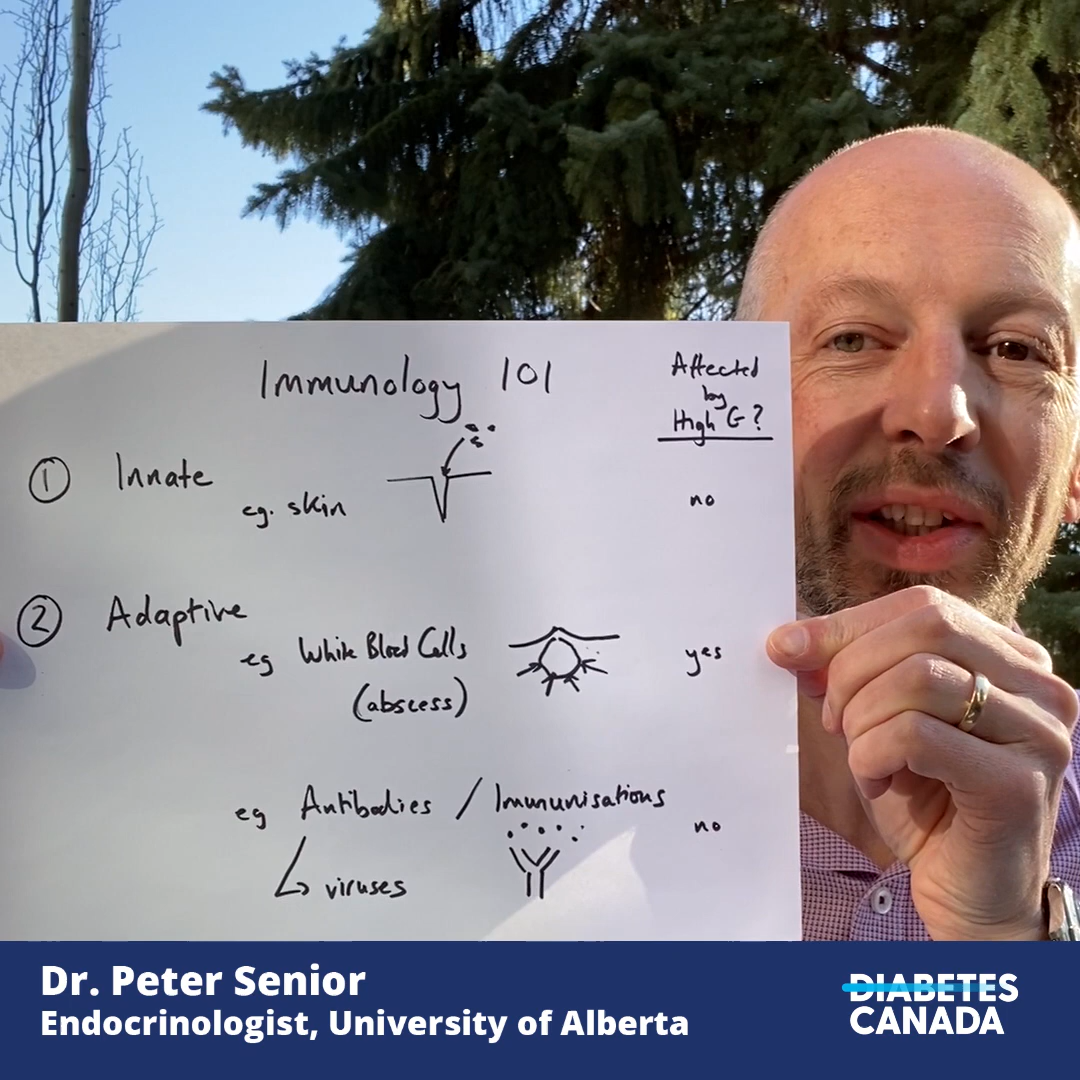 Immunology 101
Affected
by
High G?
① Innate
eg. skin
no
② Adaptive
eg White Blood Cells
(abscess)
yes
eg Antibodies / Immunisations
no
viruses
Dr. Peter Senior
Endocrinologist, University of Alberta
DIABETES
CANADA